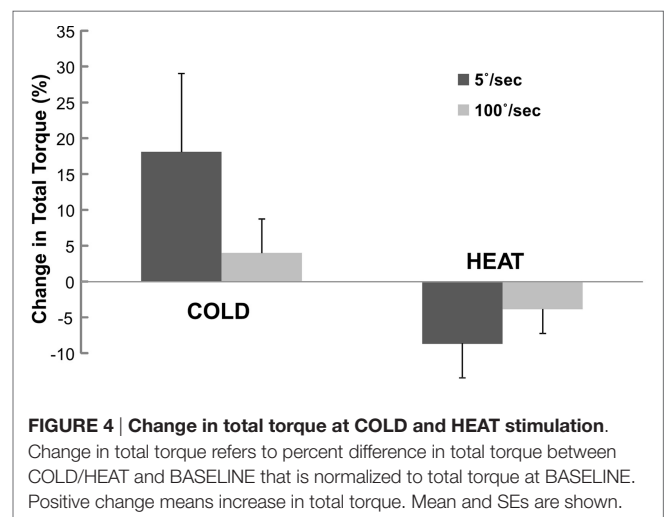 35
30
25
20
15
10
5
0
-5
-10
Change in Total Torque (%)
5˚/sec
100˚/sec
HEAT
COLD
FIGURE 4 | Change in total torque at COLD and HEAT stimulation.
Change in total torque refers to percent difference in total torque between
COLD/HEAT and BASELINE that is normalized to total torque at BASELINE.
Positive change means increase in total torque. Mean and SEs are shown.